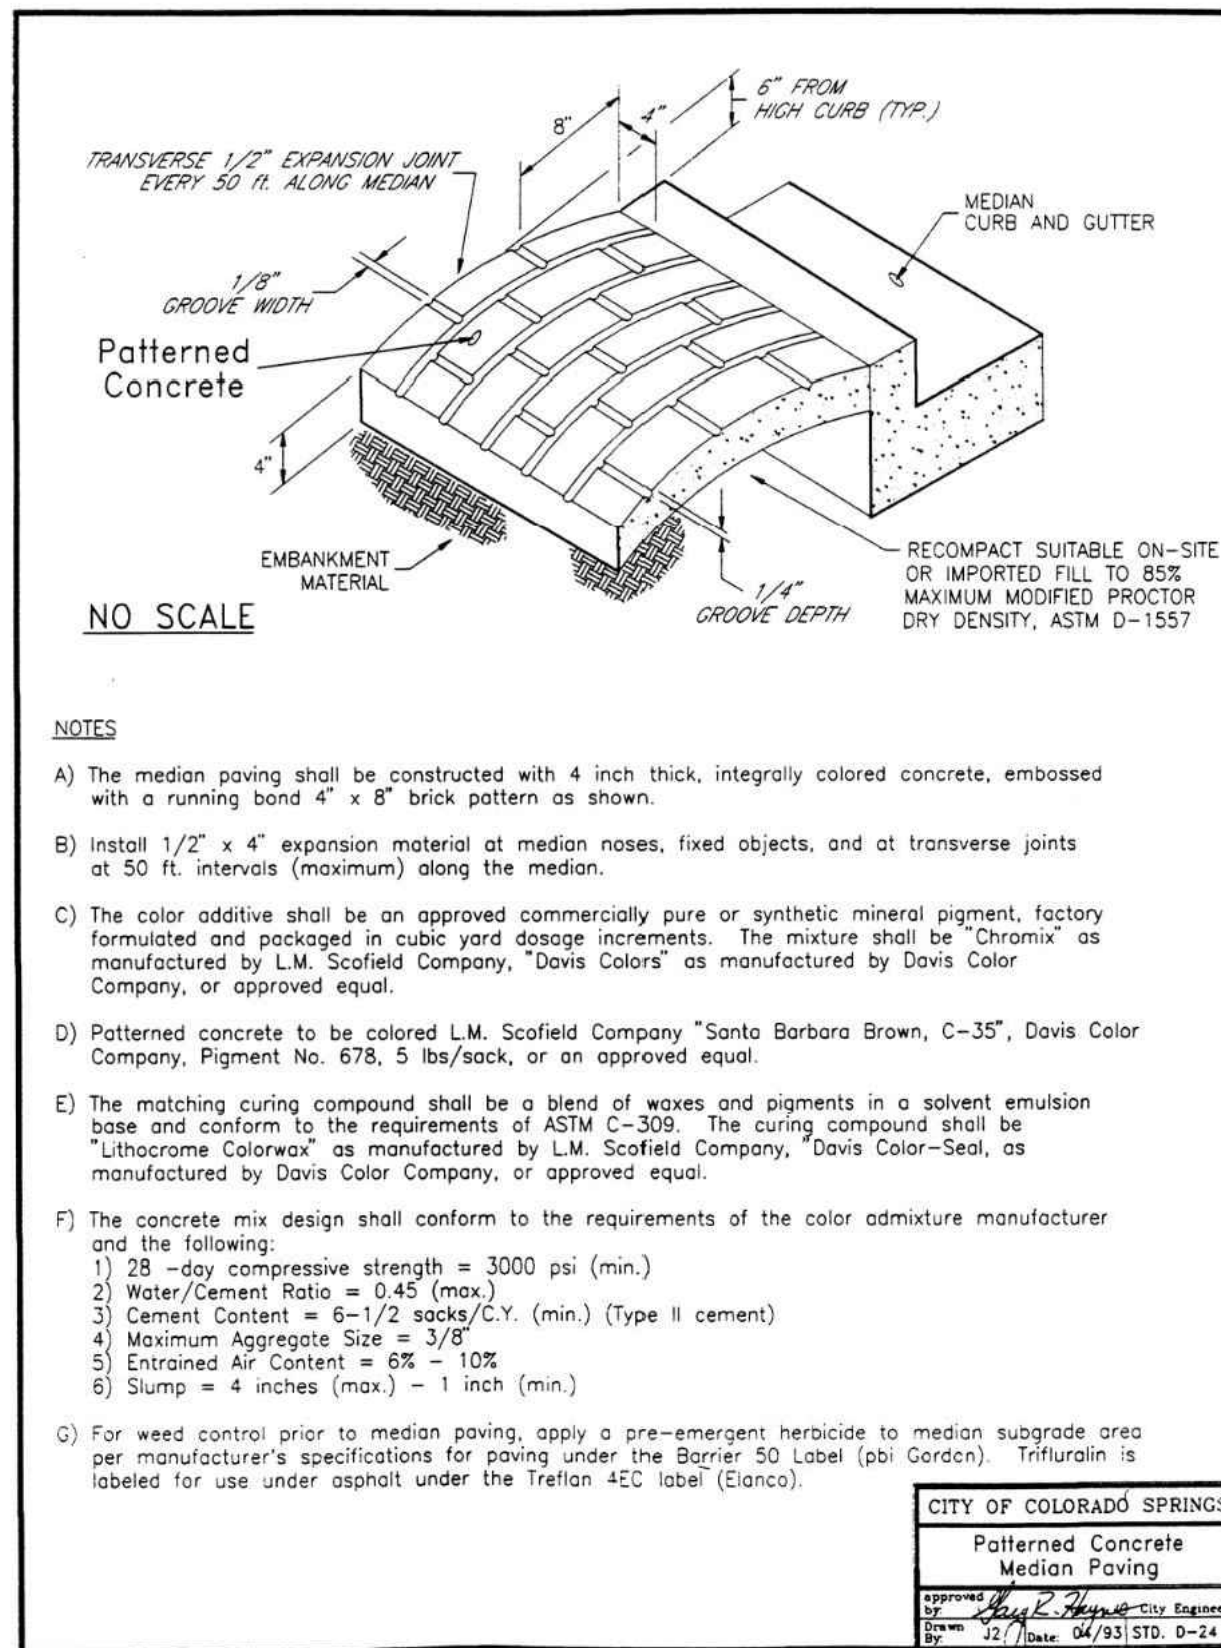 6" FROM
HIGH CURB (TYP.)
8"
4"
TRANSVERSE 1/2" EXPANSION JOINT
EVERY 50 ft. ALONG MEDIAN
MEDIAN
CURB AND GUTTER
1/8"
GROOVE WIDTH
Patterned
Concrete
4"
EMBANKMENT
MATERIAL
1/4"
GROOVE DEPTH
RECOMPACT SUITABLE ON-SITE
OR IMPORTED FILL TO 85%
MAXIMUM MODIFIED PROCTOR
DRY DENSITY, ASTM D-1557
NO SCALE
NOTES
A) The median paving shall be constructed with 4 inch thick, integrally colored concrete, embossed
with a running bond 4" x 8" brick pattern as shown.
B) Install 1/2" x 4" expansion material at median noses, fixed objects, and at transverse joints
at 50 ft. intervals (maximum) along the median.
C) The color additive shall be an approved commercially pure or synthetic mineral pigment, factory
formulated and packaged in cubic yard dosage increments. The mixture shall be "Chromix" as
manufactured by L.M. Scofield Company, "Davis Colors" as manufactured by Davis Color
Company, or approved equal.
D) Patterned concrete to be colored L.M. Scofield Company "Santa Barbara Brown, C-35", Davis Color
Company, Pigment No. 678, 5 lbs/sack, or an approved equal.
E) The matching curing compound shall be a blend of waxes and pigments in a solvent emulsion
base and conform to the requirements of ASTM C-309. The curing compound shall be
"Lithocrome Colorwax" as manufactured by L.M. Scofield Company, "Davis Color-Seal, as
manufactured by Davis Color Company, or approved equal.
F) The concrete mix design shall conform to the requirements of the color admixture manufacturer
and the following:
1) 28 -day compressive strength = 3000 psi (min.)
2) Water/Cement Ratio = 0.45 (max.)
3) Cement Content = 6-1/2 sacks/C.Y. (min.) (Type II cement)
4) Maximum Aggregate Size = 3/8"
5) Entrained Air Content = 6% - 10%
6) Slump = 4 inches (max.) - 1 inch (min.)
G) For weed control prior to median paving, apply a pre-emergent herbicide to median subgrade area
per manufacturer's specifications for paving under the Barrier 50 Label (pbi Gordon). Trifluralin is
labeled for use under asphalt under the Treflan 4EC label (Elanco).
CITY OF COLORADO SPRINGS
Patterned Concrete
Median Paving
approved by: Gary R. Haynes City Enginee
Drawn By: J2 Date: 04/93 STD. D-24